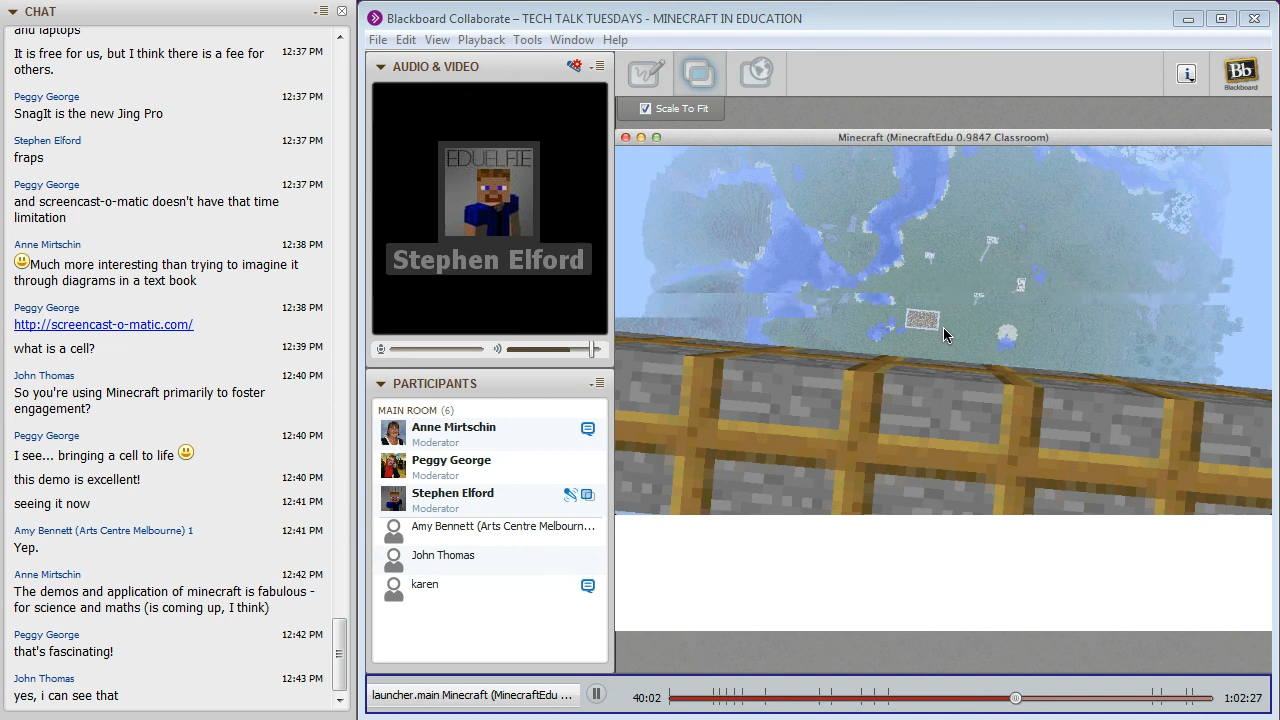 CHAT
and laptops
It is free for us, but I think there is a fee for 12:37 PM
others.
Peggy George 12:37 PM
SnagIt is the new Jing Pro
Stephen Elford 12:37 PM
fraps
Peggy George 12:37 PM
and screencast-o-matic doesn't have that time
limitation
Anne Mirtschin 12:38 PM
Much more interesting than trying to imagine it
through diagrams in a text book
Peggy George 12:38 PM
http://screencast-o-matic.com/
what is a cell? 12:39 PM
John Thomas 12:40 PM
So you're using Minecraft primarily to foster
engagement?
Peggy George 12:40 PM
I see... bringing a cell to life
this demo is excellent! 12:40 PM
seeing it now 12:41 PM
Amy Bennett (Arts Centre Melbourne) 1 12:41 PM
Yep.
Anne Mirtschin 12:42 PM
The demos and application of minecraft is fabulous -
for science and maths (is coming up, I think)
Peggy George 12:42 PM
that's fascinating!
John Thomas 12:43 PM
yes, i can see that
Blackboard Collaborate – TECH TALK TUESDAYS - MINECRAFT IN EDUCATION
File Edit View Playback Tools Window Help
AUDIO & VIDEO
EDUELFIE
Stephen Elford
PARTICIPANTS
MAIN ROOM (6)
Anne Mirtschin
Moderator
Peggy George
Moderator
Stephen Elford
Moderator
Amy Bennett (Arts Centre Melbourn...
John Thomas
karen
Scale To Fit
i
Bb
Blackboard
Minecraft (MinecraftEdu 0.9847 Classroom)
launcher.main Minecraft (MinecraftEdu ...
40:02
1:02:27